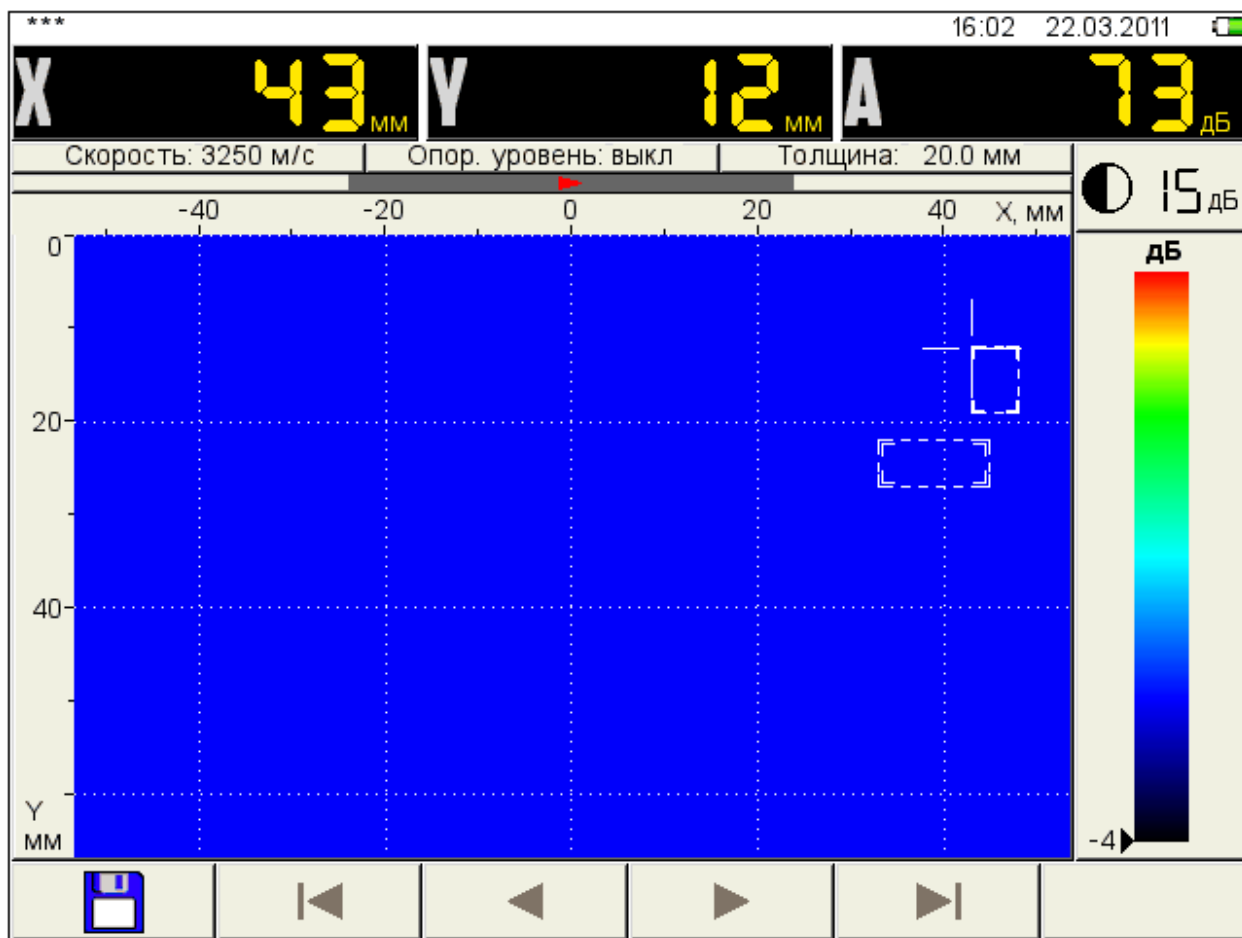 *** 16:02 22.03.2011
X 43 мм Y 12 мм A 73 дБ
Скорость: 3250 м/с Опор. уровень: выкл Толщина: 20.0 мм
15 дБ
-40 -20 0 20 40 X, мм
дБ
0
20
40
Y
мм
-4